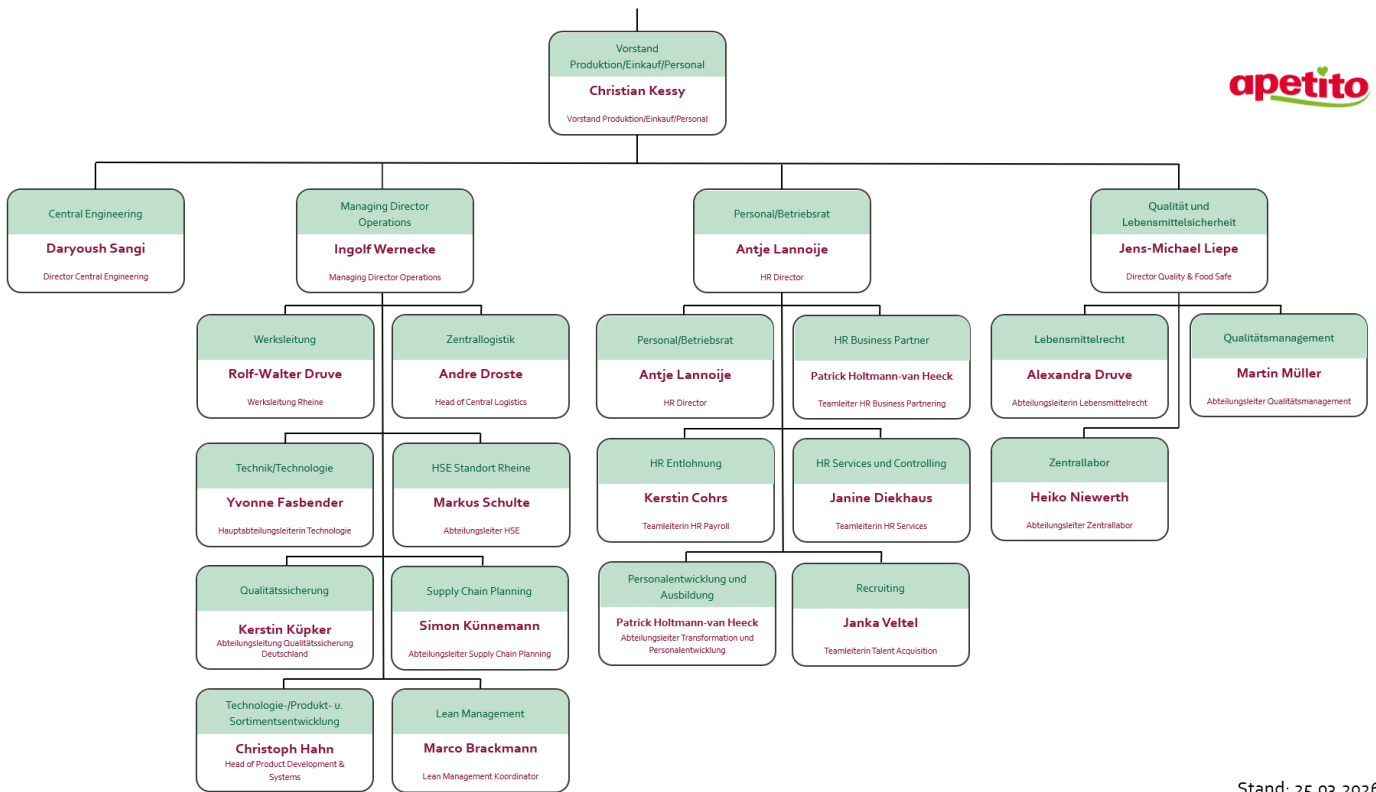 Vorstand
Produktion/Einkauf/Personal
Christian Kessy
Vorstand Produktion/Einkauf/Personal
apetito
Central Engineering
Daryoush Sangi
Director Central Engineering
Managing Director
Operations
Ingolf Wernecke
Managing Director Operations
Personal/Betriebsrat
Antje Lannoije
HR Director
Qualität und
Lebensmittelsicherheit
Jens-Michael Liepe
Director Quality & Food Safe
Werksleitung
Rolf-Walter Druve
Werksleitung Rheine
Zentrallogistik
Andre Droste
Head of Central Logistics
Personal/Betriebsrat
Antje Lannoije
HR Director
HR Business Partner
Patrick Holtmann-van Heeck
Teamleiter HR Business Partnering
Lebensmittelrecht
Alexandra Druve
Abteilungsleiterin Lebensmittelrecht
Qualitätsmanagement
Martin Müller
Abteilungsleiter Qualitätsmanagement
Technik/Technologie
Yvonne Fasbender
Hauptabteilungsleiterin Technologie
HSE Standort Rheine
Markus Schulte
Abteilungsleiter HSE
HR Entlohnung
Kerstin Cohrs
Teamleiterin HR Payroll
HR Services und Controlling
Janine Diekhaus
Teamleiterin HR Services
Zentrallabor
Heiko Niewerth
Abteilungsleiter Zentrallabor
Qualitätssicherung
Kerstin Küpker
Abteilungsleitung Qualitätssicherung
Deutschland
Supply Chain Planning
Simon Künnemann
Abteilungsleiter Supply Chain Planning
Personalentwicklung und
Ausbildung
Patrick Holtmann-van Heeck
Abteilungsleiter Transformation und
Personalentwicklung
Recruiting
Janka Veltel
Teamleiterin Talent Acquisition
Technologie-/Produkt- u.
Sortimentsentwicklung
Christoph Hahn
Head of Product Development &
Systems
Lean Management
Marco Brackmann
Lean Management Koordinator
Stand: 25.03.2026